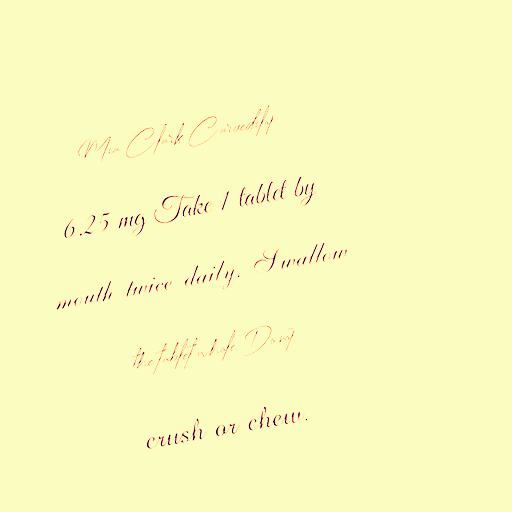 Mia Clark
6.25 mg Take 1 tablet by
mouth twice daily. Swallow
the tablet whole Do not
crush or chew.